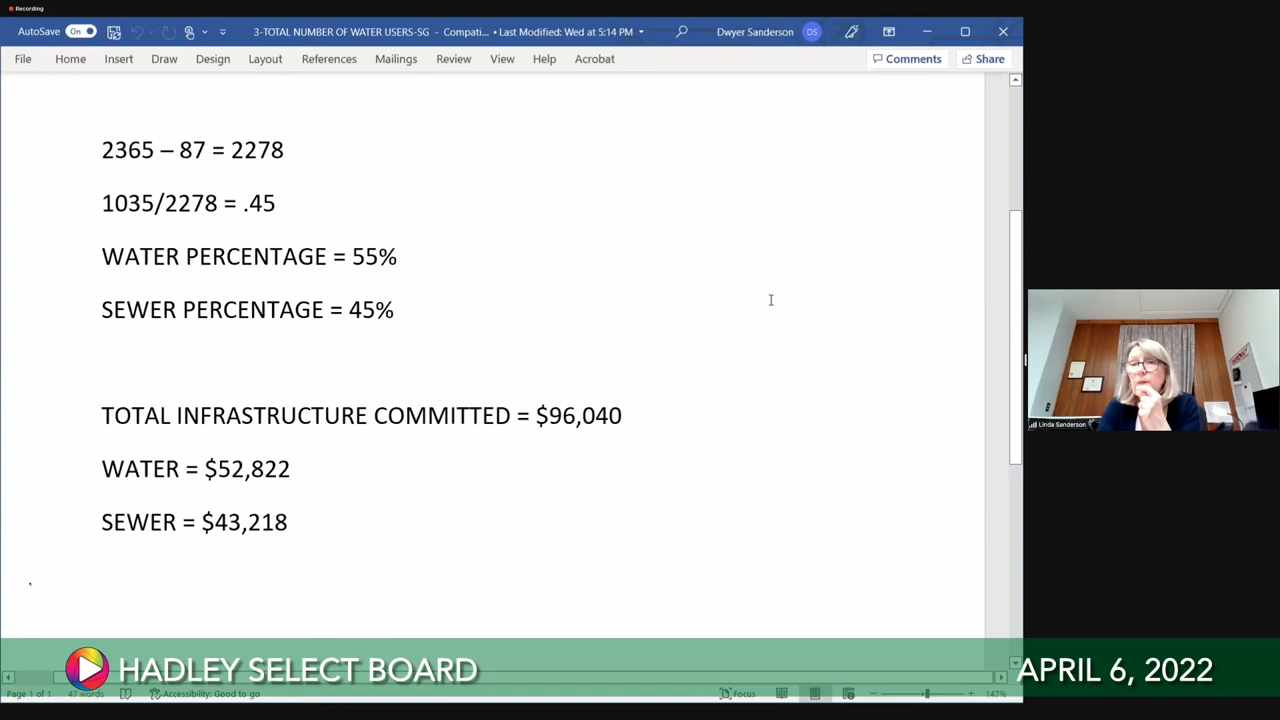 Recording
AutoSave On 3-TOTAL NUMBER OF WATER USERS-SG - Compati... • Last Modified: Wed at 5:14 PM Dwyer Sanderson DS
File Home Insert Draw Design Layout References Mailings Review View Help Acrobat Comments Share
2365 – 87 = 2278
1035/2278 = .45
WATER PERCENTAGE = 55%
SEWER PERCENTAGE = 45%
TOTAL INFRASTRUCTURE COMMITTED = $96,040
WATER = $52,822
SEWER = $43,218
Linda Sanderson
HADLEY SELECT BOARD APRIL 6, 2022
Page 1 of 1 47 words Accessibility: Good to go Focus 147%